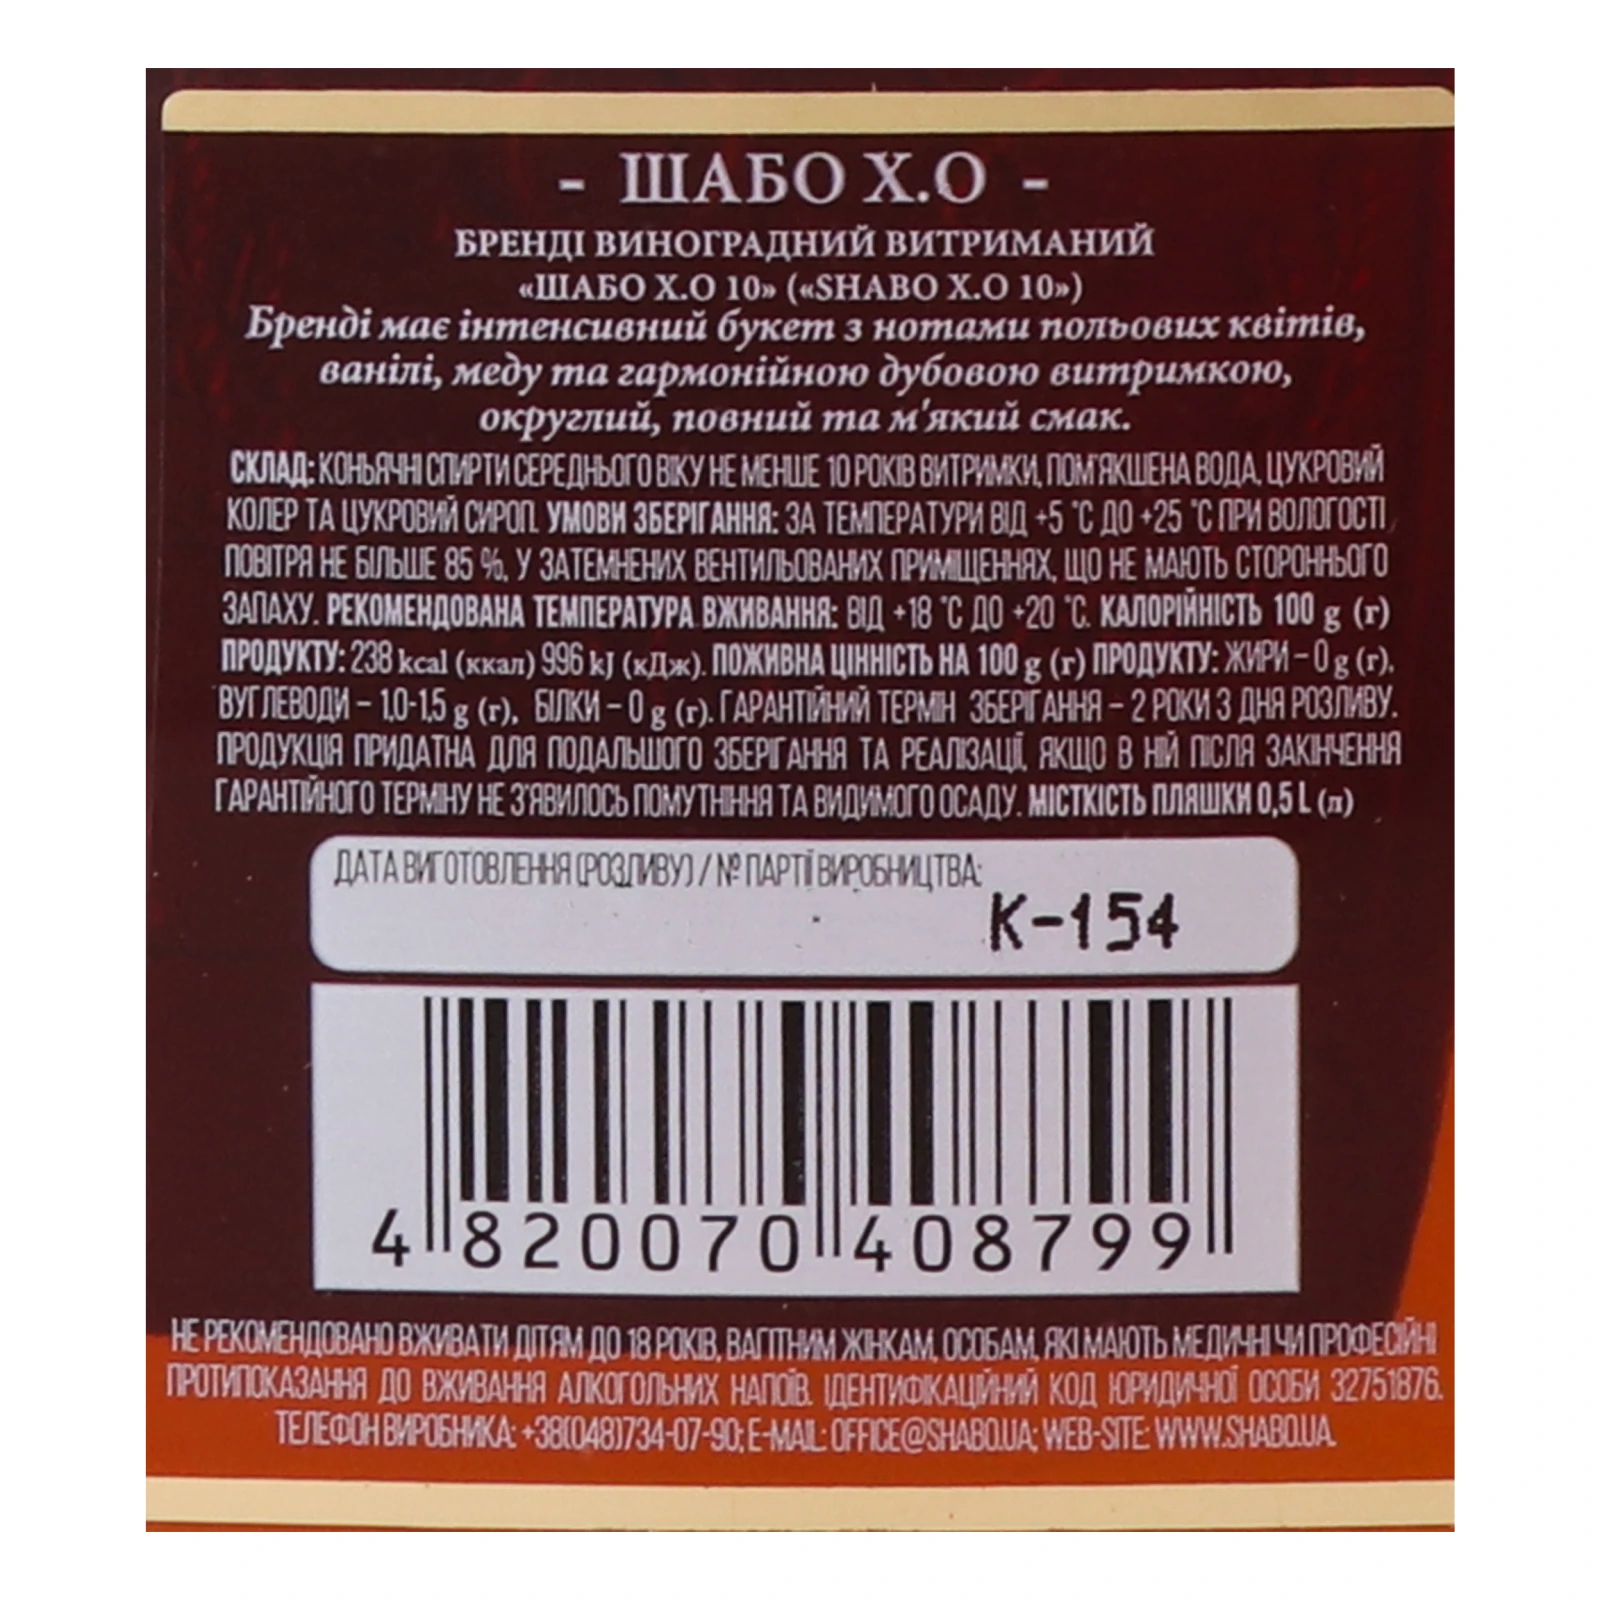 - ШАБО Х.О -
БРЕНДІ ВИНОГРАДНИЙ ВИТРИМАНИЙ
«ШАБО Х.О 10» («SHABO X.O 10»)
Бренді має інтенсивний букет з нотами польових квітів,
ванілі, меду та гармонійною дубовою витримкою,
округлий, повний та м'який смак.
СКЛАД: КОНЬЯЧНІ СПИРТИ СЕРЕДНЬОГО ВІКУ НЕ МЕНШЕ 10 РОКІВ ВИТРИМКИ, ПОМ'ЯКШЕНА ВОДА, ЦУКРОВИЙ
КОЛЕР ТА ЦУКРОВИЙ СИРОП. УМОВИ ЗБЕРІГАННЯ: ЗА ТЕМПЕРАТУРИ ВІД +5 °С ДО +25 °С ПРИ ВОЛОГОСТІ
ПОВІТРЯ НЕ БІЛЬШЕ 85 %, У ЗАТЕМНЕНИХ ВЕНТИЛЬОВАНИХ ПРИМІЩЕННЯХ, ЩО НЕ МАЮТЬ СТОРОННЬОГО
ЗАПАХУ. РЕКОМЕНДОВАНА ТЕМПЕРАТУРА ВЖИВАННЯ: ВІД +18 °С ДО +20 °С. КАЛОРІЙНІСТЬ 100 g (г)
ПРОДУКТУ: 238 kcal (ккал) 996 kJ (кДж). ПОЖИВНА ЦІННІСТЬ НА 100 g (г) ПРОДУКТУ: ЖИРИ – 0 g (г),
ВУГЛЕВОДИ – 1,0-1,5 g (г), БІЛКИ – 0 g (г). ГАРАНТІЙНИЙ ТЕРМІН ЗБЕРІГАННЯ – 2 РОКИ З ДНЯ РОЗЛИВУ.
ПРОДУКЦІЯ ПРИДАТНА ДЛЯ ПОДАЛЬШОГО ЗБЕРІГАННЯ ТА РЕАЛІЗАЦІЇ, ЯКЩО В НІЙ ПІСЛЯ ЗАКІНЧЕННЯ
ГАРАНТІЙНОГО ТЕРМІНУ НЕ З'ЯВИЛОСЬ ПОМУТНІННЯ ТА ВИДИМОГО ОСАДУ. МІСТКІСТЬ ПЛЯШКИ 0,5 L (л)
ДАТА ВИГОТОВЛЕННЯ (РОЗЛИВУ) / № ПАРТІЇ ВИРОБНИЦТВА:
К-154
4 820070 408799
НЕ РЕКОМЕНДОВАНО ВЖИВАТИ ДІТЯМ ДО 18 РОКІВ, ВАГІТНИМ ЖІНКАМ, ОСОБАМ, ЯКІ МАЮТЬ МЕДИЧНІ ЧИ ПРОФЕСІЙНІ
ПРОТИПОКАЗАННЯ ДО ВЖИВАННЯ АЛКОГОЛЬНИХ НАПОЇВ. ІДЕНТИФІКАЦІЙНИЙ КОД ЮРИДИЧНОЇ ОСОБИ 32751876.
ТЕЛЕФОН ВИРОБНИКА: +38(048)734-07-90; E-MAIL: OFFICE@SHABO.UA; WEB-SITE: WWW.SHABO.UA.